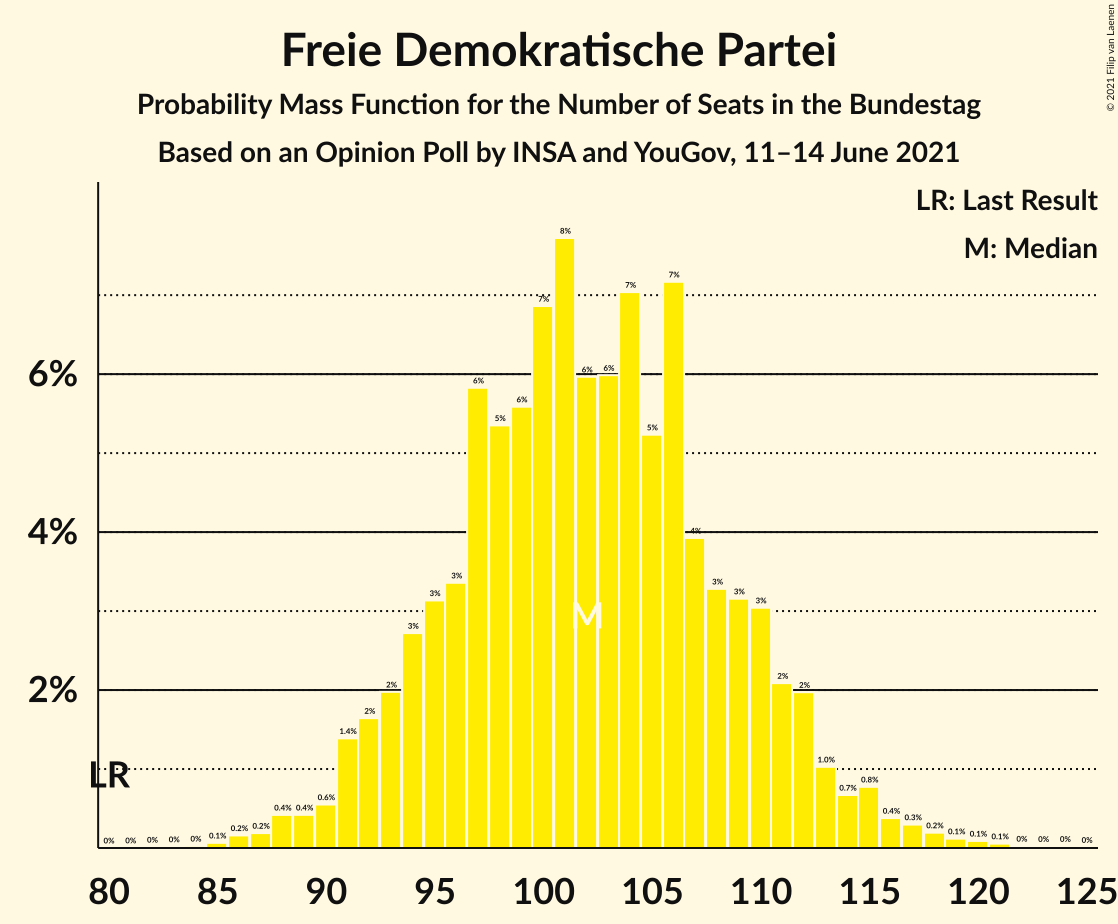 Freie Demokratische Partei
Probability Mass Function for the Number of Seats in the Bundestag
Based on an Opinion Poll by INSA and YouGov, 11–14 June 2021
© 2021 Filip van Laenen
LR: Last Result
M: Median
6%
4%
2%
0% 0% 0% 0% 0% 0.1% 0.2% 0.2% 0.4% 0.4% 0.6% 1.4% 2% 2% 3% 3% 3% 6% 5% 6% 7% 8% 6% 6% 7% 5% 7% 4% 3% 3% 3% 2% 2% 1.0% 0.7% 0.8% 0.4% 0.3% 0.2% 0.1% 0.1% 0.1% 0% 0% 0% 0%
M
LR
80 85 90 95 100 105 110 115 120 125